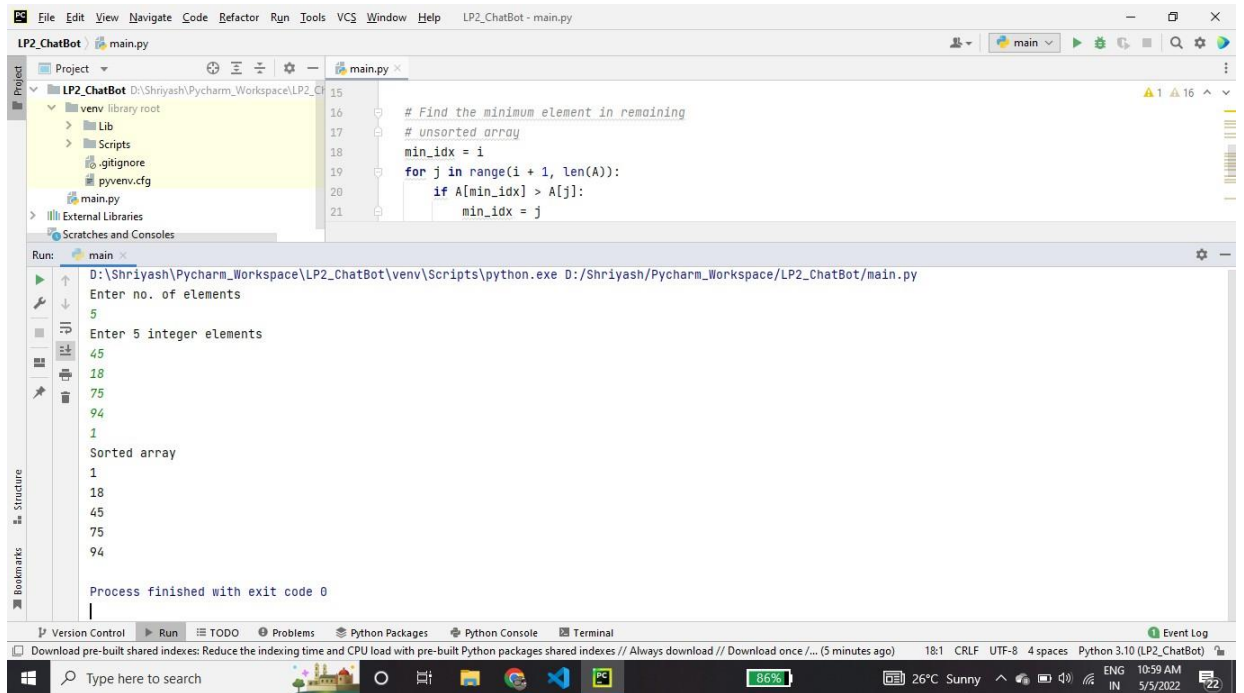 PC File Edit View Navigate Code Refactor Run Tools VCS Window Help LP2_ChatBot - main.py
LP2_ChatBot main.py main
Project main.py
LP2_ChatBot D:\Shriyash\Pycharm_Workspace\LP2_Ch
venv library root
Lib
Scripts
.gitignore
pyvenv.cfg
main.py
External Libraries
Scratches and Consoles
15
16 # Find the minimum element in remaining
17 # unsorted array
18 min_idx = i
19 for j in range(i + 1, len(A)):
20 if A[min_idx] > A[j]:
21 min_idx = j
1 16
Project
Run: main
D:\Shriyash\Pycharm_Workspace\LP2_ChatBot\venv\Scripts\python.exe D:/Shriyash/Pycharm_Workspace/LP2_ChatBot/main.py
Enter no. of elements
5
Enter 5 integer elements
45
18
75
94
1
Sorted array
1
18
45
75
94
Process finished with exit code 0
Structure
Bookmarks
Version Control Run TODO Problems Python Packages Python Console Terminal 1 Event Log
Download pre-built shared indexes: Reduce the indexing time and CPU load with pre-built Python packages shared indexes // Always download // Download once /... (5 minutes ago) 18:1 CRLF UTF-8 4 spaces Python 3.10 (LP2_ChatBot)
Type here to search 86% 26°C Sunny ENG IN 10:59 AM 5/5/2022 22